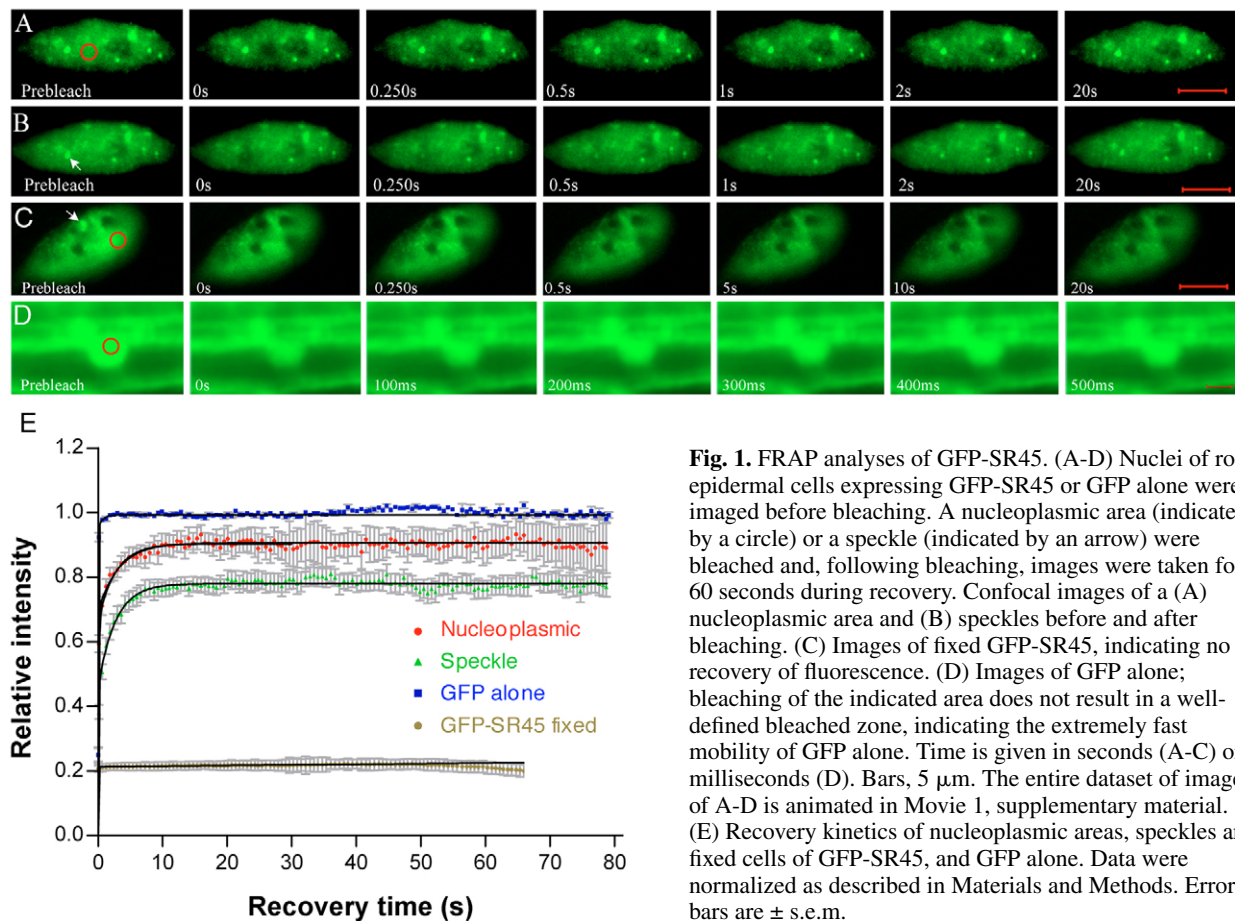 A
Prebleach 0s 0.250s 0.5s 1s 2s 20s
B
Prebleach 0s 0.250s 0.5s 1s 2s 20s
C
Prebleach 0s 0.250s 0.5s 5s 10s 20s
D
Prebleach 0s 100ms 200ms 300ms 400ms 500ms
E
1.2
1.0
0.8
0.6
0.4
0.2
0.0
Relative intensity
Nucleoplasmic
Speckle
GFP alone
GFP-SR45 fixed
0 10 20 30 40 50 60 70 80
Recovery time (s)
Fig. 1. FRAP analyses of GFP-SR45. (A-D) Nuclei of ro
epidermal cells expressing GFP-SR45 or GFP alone were
imaged before bleaching. A nucleoplasmic area (indicate
by a circle) or a speckle (indicated by an arrow) were
bleached and, following bleaching, images were taken fo
60 seconds during recovery. Confocal images of a (A)
nucleoplasmic area and (B) speckles before and after
bleaching. (C) Images of fixed GFP-SR45, indicating no
recovery of fluorescence. (D) Images of GFP alone;
bleaching of the indicated area does not result in a well-
defined bleached zone, indicating the extremely fast
mobility of GFP alone. Time is given in seconds (A-C) o
milliseconds (D). Bars, 5 μm. The entire dataset of image
of A-D is animated in Movie 1, supplementary material.
(E) Recovery kinetics of nucleoplasmic areas, speckles a
fixed cells of GFP-SR45, and GFP alone. Data were
normalized as described in Materials and Methods. Error
bars are ± s.e.m.